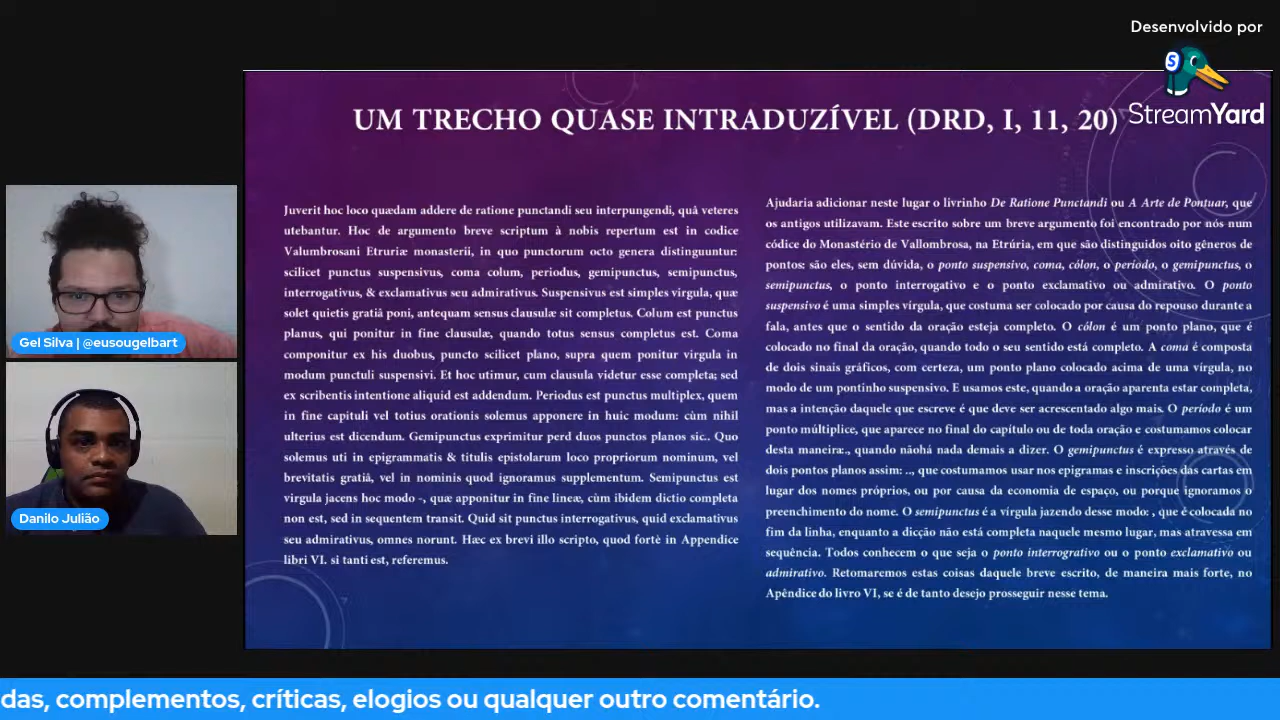 Desenvolvido por
StreamYard
UM TRECHO QUASE INTRADUZÍVEL (DRD, I, 11, 20)
Juverit hoc loco quædam addere de ratione punctandi seu interpungendi, quâ veteres
utebantur. Hoc de argumento breve scriptum à nobis repertum est in codice
Valumbrosani Etruriæ monasterii, in quo punctorum octo genera distinguuntur:
scilicet punctus suspensivus, coma colum, periodus, gemipunctus, semipunctus,
interrogativus, & exclamativus seu admirativus. Suspensivus est simples virgula, quæ
solet quietis gratiâ poni, antequam sensus clausulæ sit completus. Colum est punctus
planus, qui ponitur in fine clausulæ, quando totus sensus completus est. Coma
componitur ex his duobus, puncto scilicet plano, supra quem ponitur virgula in
modum punctuli suspensivi. Et hoc utimur, cum clausula videtur esse completa; sed
ex scribentis intentione aliquid est addendum. Periodus est punctus multiplex, quem
in fine capituli vel totius orationis solemus apponere in huic modum: cùm nihil
ulterius est dicendum. Gemipunctus exprimitur perd duos punctos planos sic.. Quo
solemus uti in epigrammatis & titulis epistolarum loco propriorum nominum, vel
brevitatis gratiâ, vel in nominis quod ignoramus supplementum. Semipunctus est
virgula jacens hoc modo -, quæ apponitur in fine lineæ, cùm ibidem dictio completa
non est, sed in sequentem transit. Quid sit punctus interrogativus, quid exclamativus
seu admirativus, omnes norunt. Hæc ex brevi illo scripto, quod fortè in Appendice
libri VI. si tanti est, referemus.
Ajudaria adicionar neste lugar o livrinho De Ratione Punctandi ou A Arte de Pontuar, que
os antigos utilizavam. Este escrito sobre um breve argumento foi encontrado por nós num
códice do Monastério de Vallombrosa, na Etrúria, em que são distinguidos oito gêneros de
pontos: são eles, sem dúvida, o ponto suspensivo, coma, cólon, o período, o gemipunctus, o
semipunctus, o ponto interrogativo e o ponto exclamativo ou admirativo. O ponto
suspensivo é uma simples vírgula, que costuma ser colocado por causa do repouso durante a
fala, antes que o sentido da oração esteja completo. O cólon é um ponto plano, que é
colocado no final da oração, quando todo o seu sentido está completo. A coma é composta
de dois sinais gráficos, com certeza, um ponto plano colocado acima de uma vírgula, no
modo de um pontinho suspensivo. E usamos este, quando a oração aparenta estar completa,
mas a intenção daquele que escreve é que deve ser acrescentado algo mais. O período é um
ponto múltiplice, que aparece no final do capítulo ou de toda oração e costumamos colocar
desta maneira:., quando nãohá nada demais a dizer. O gemipunctus é expresso através de
dois pontos planos assim: .., que costumamos usar nos epigramas e inscrições das cartas em
lugar dos nomes próprios, ou por causa da economia de espaço, ou porque ignoramos o
preenchimento do nome. O semipunctus é a vírgula jazendo desse modo: , que é colocada no
fim da linha, enquanto a dicção não está completa naquele mesmo lugar, mas atravessa em
sequência. Todos conhecem o que seja o ponto interrogrativo ou o ponto exclamativo ou
admirativo. Retomaremos estas coisas daquele breve escrito, de maneira mais forte, no
Apêndice do livro VI, se é de tanto desejo prosseguir nesse tema.
Gel Silva | @eusougelbart
Danilo Julião
das, complementos, críticas, elogios ou qualquer outro comentário.